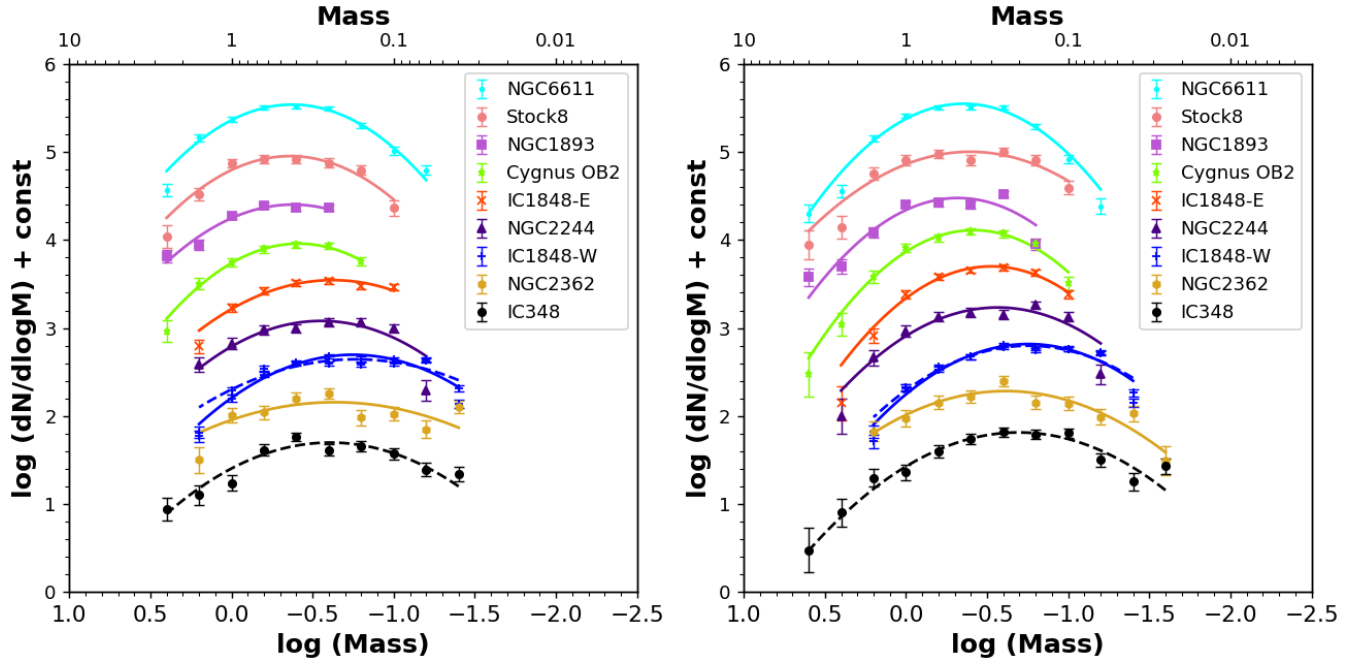 Mass
10 1 0.1 0.01
6
5
4
3
2
1
0
log (dN/dlogM) + const
NGC6611
Stock8
NGC1893
Cygnus OB2
IC1848-E
NGC2244
IC1848-W
NGC2362
IC348
1.0 0.5 0.0 −0.5 −1.0 −1.5 −2.0 −2.5
log (Mass)
Mass
10 1 0.1 0.01
6
5
4
3
2
1
0
log (dN/dlogM) + const
NGC6611
Stock8
NGC1893
Cygnus OB2
IC1848-E
NGC2244
IC1848-W
NGC2362
IC348
1.0 0.5 0.0 −0.5 −1.0 −1.5 −2.0 −2.5
log (Mass)